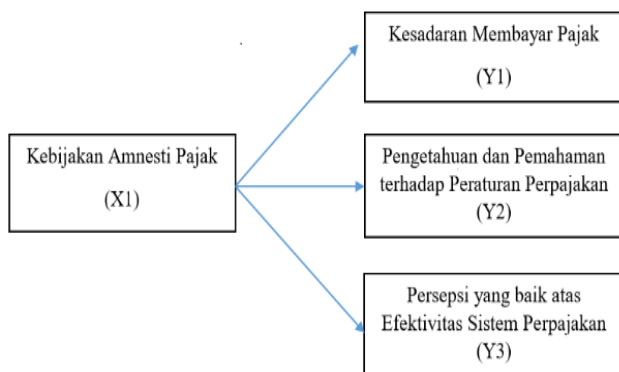 Kesadaran Membayar Pajak
(Y1)
Kebijakan Amnesti Pajak
(X1)
Pengetahuan dan Pemahaman
terhadap Peraturan Perpajakan
(Y2)
Persepsi yang baik atas
Efektivitas Sistem Perpajakan
(Y3)